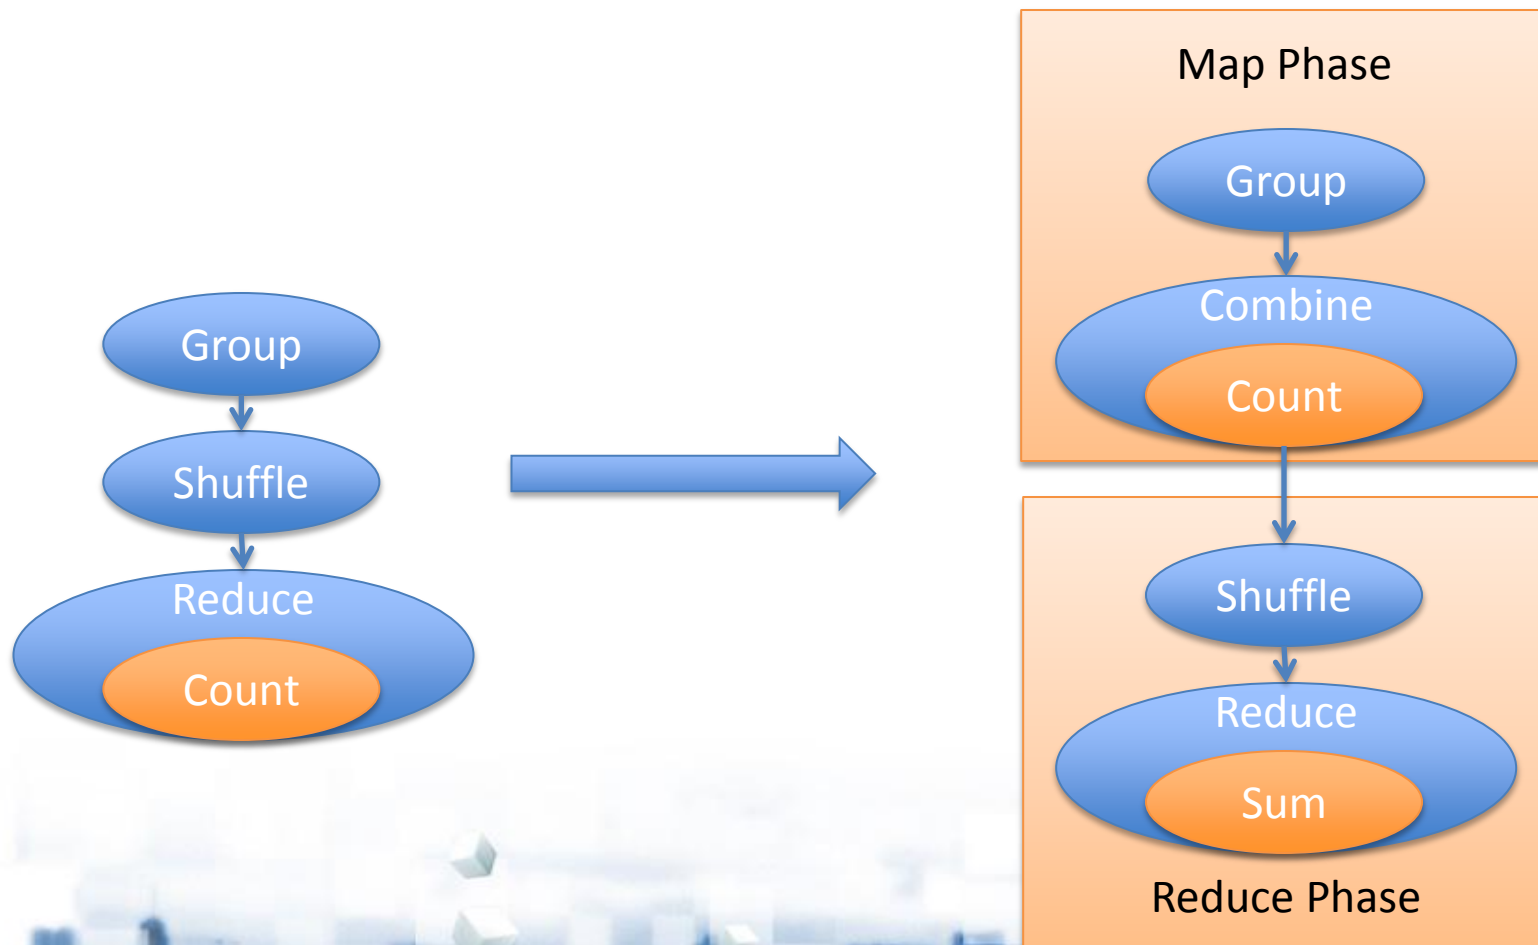 Group
Shuffle
Reduce
Count
Map Phase
Group
Combine
Count
Shuffle
Reduce
Sum
Reduce Phase